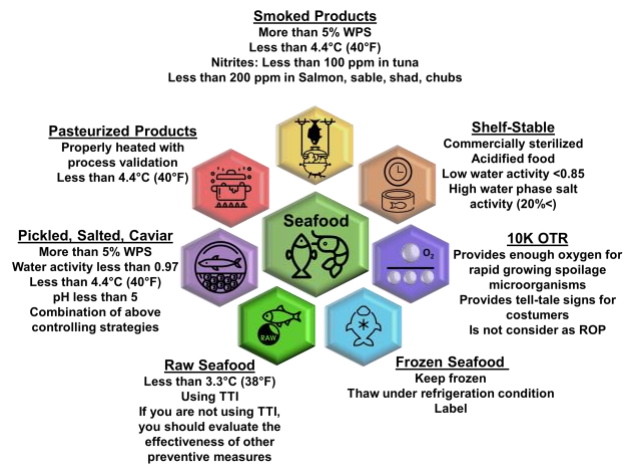 Smoked Products
More than 5% WPS
Less than 4.4°C (40°F)
Nitrites: Less than 100 ppm in tuna
Less than 200 ppm in Salmon, sable, shad, chubs
Pasteurized Products
Properly heated with
process validation
Less than 4.4°C (40°F)
Shelf-Stable
Commercially sterilized
Acidified food
Low water activity <0.85
High water phase salt
activity (20%<)
Seafood
Pickled, Salted, Caviar
More than 5% WPS
Water activity less than 0.97
Less than 4.4°C (40°F)
pH less than 5
Combination of above
controlling strategies
O₂
10K OTR
Provides enough oxygen for
rapid growing spoilage
microorganisms
Provides tell-tale signs for
costumers
Is not consider as ROP
RAW
Raw Seafood
Less than 3.3°C (38°F)
Using TTI
If you are not using TTI,
you should evaluate the
effectiveness of other
preventive measures
Frozen Seafood
Keep frozen
Thaw under refrigeration condition
Label